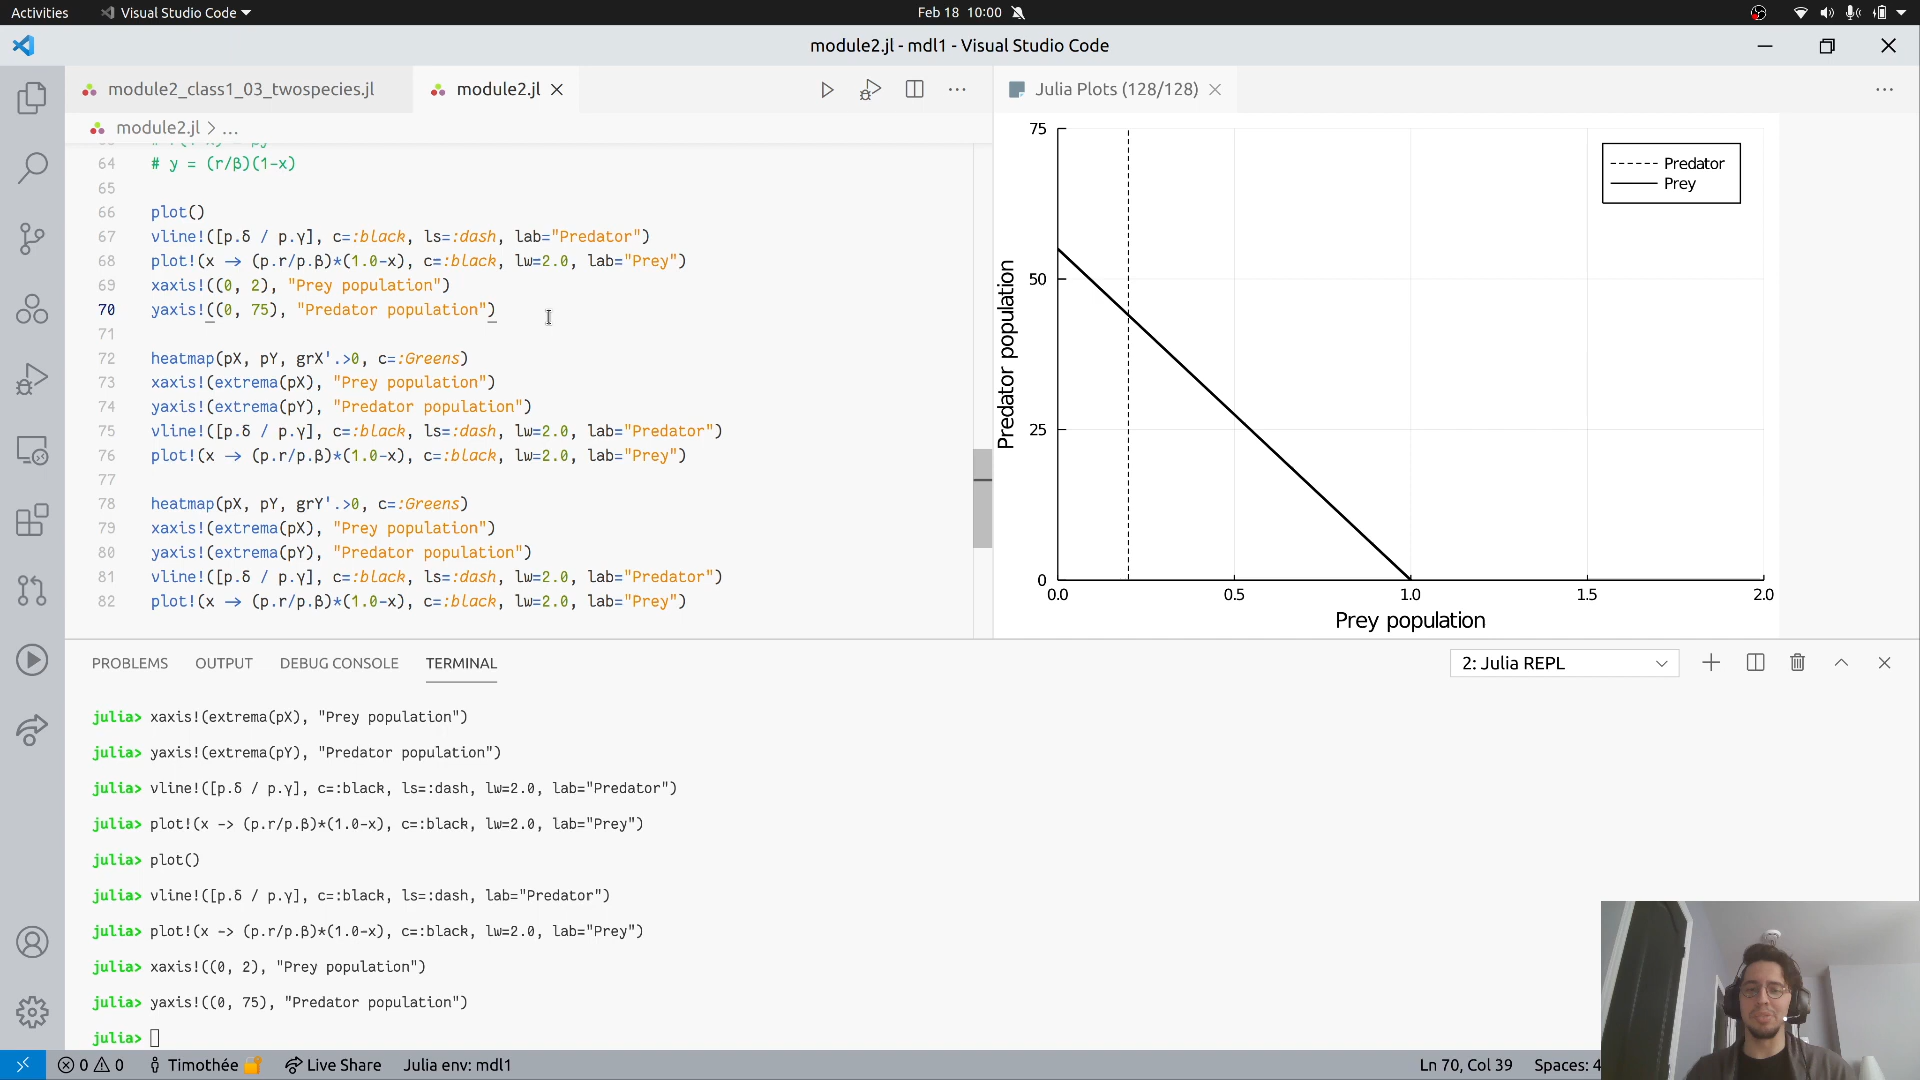 Activities Visual Studio Code Feb 18 10:00
module2.jl - mdl1 - Visual Studio Code
module2_class1_03_twospecies.jl module2.jl
module2.jl > ...
64 # y = (r/β)(1-x)
65
66 plot()
67 vline!([p.δ / p.γ], c=:black, ls=:dash, lab="Predator")
68 plot!(x -> (p.r/p.β)*(1.0-x), c=:black, lw=2.0, lab="Prey")
69 xaxis!((0, 2), "Prey population")
70 yaxis!((0, 75), "Predator population")
71
72 heatmap(pX, pY, grX'.>0, c=:Greens)
73 xaxis!(extrema(pX), "Prey population")
74 yaxis!(extrema(pY), "Predator population")
75 vline!([p.δ / p.γ], c=:black, ls=:dash, lw=2.0, lab="Predator")
76 plot!(x -> (p.r/p.β)*(1.0-x), c=:black, lw=2.0, lab="Prey")
77
78 heatmap(pX, pY, grY'.>0, c=:Greens)
79 xaxis!(extrema(pX), "Prey population")
80 yaxis!(extrema(pY), "Predator population")
81 vline!([p.δ / p.γ], c=:black, ls=:dash, lw=2.0, lab="Predator")
82 plot!(x -> (p.r/p.β)*(1.0-x), c=:black, lw=2.0, lab="Prey")
Julia Plots (128/128)
75
50
25
0
Predator population
Predator
Prey
0.0 0.5 1.0 1.5 2.0
Prey population
PROBLEMS OUTPUT DEBUG CONSOLE TERMINAL 2: Julia REPL
julia> xaxis!(extrema(pX), "Prey population")
julia> yaxis!(extrema(pY), "Predator population")
julia> vline!([p.δ / p.γ], c=:black, ls=:dash, lw=2.0, lab="Predator")
julia> plot!(x -> (p.r/p.β)*(1.0-x), c=:black, lw=2.0, lab="Prey")
julia> plot()
julia> vline!([p.δ / p.γ], c=:black, ls=:dash, lab="Predator")
julia> plot!(x -> (p.r/p.β)*(1.0-x), c=:black, lw=2.0, lab="Prey")
julia> xaxis!((0, 2), "Prey population")
julia> yaxis!((0, 75), "Predator population")
julia>
0 0 Timothée Live Share Julia env: mdl1 Ln 70, Col 39 Spaces: 4